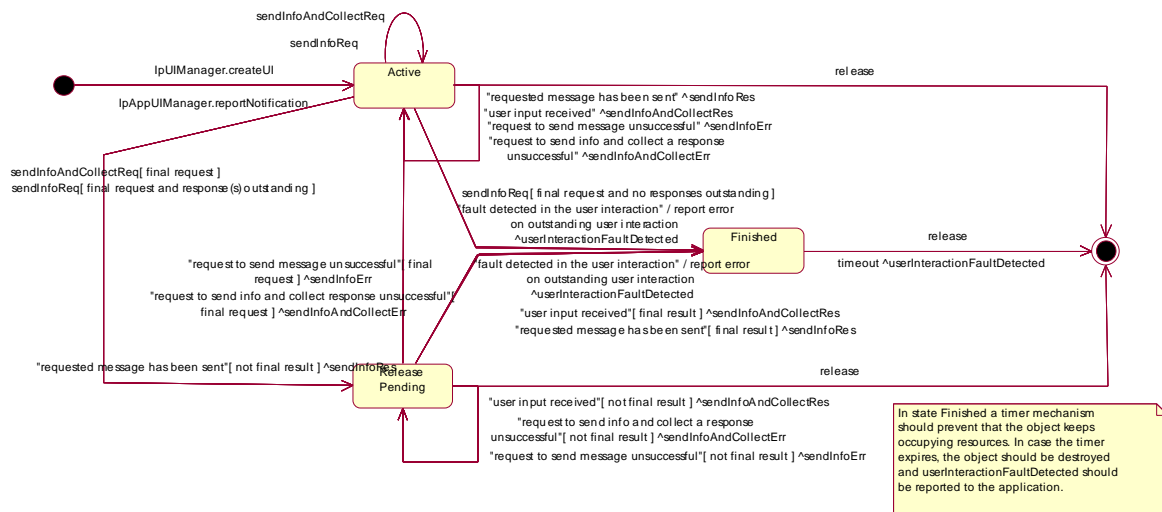 sendInfoAndCollectReq
sendInfoReq
IpUIManager.createUI
Active
release
IpAppUIManager.reportNotification
"requested message has been sent" ^sendInfoRes
"user input received" ^sendInfoAndCollectRes
"request to send message unsuccessful" ^sendInfoErr
"request to send info and collect a response
unsuccessful" ^sendInfoAndCollectErr
sendInfoAndCollectReq[ final request ]
sendInfoReq[ final request and response(s) outstanding ]
sendInfoReq[ final request and no responses outstanding ]
"fault detected in the user interaction" / report error
on outstanding user interaction
^userInteractionFaultDetected
Finished
release
timeout ^userInteractionFaultDetected
"request to send message unsuccessful"[ final
request ] ^sendInfoErr
"request to send info and collect response unsuccessful"[
final request ] ^sendInfoAndCollectErr
"fault detected in the user interaction" / report error
on outstanding user interaction
^userInteractionFaultDetected
"user input received"[ final result ] ^sendInfoAndCollectRes
"requested message has been sent"[ final result ] ^sendInfoRes
"requested message has been sent"[ not final result ] ^sendInfoRes
Release
Pending
release
"user input received"[ not final result ] ^sendInfoAndCollectRes
"request to send info and collect a response
unsuccessful"[ not final result ] ^sendInfoAndCollectErr
"request to send message unsuccessful"[ not final result ] ^sendInfoErr
In state Finished a timer mechanism
should prevent that the object keeps
occupying resources. In case the timer
expires, the object should be destroyed
and userInteractionFaultDetected should
be reported to the application.